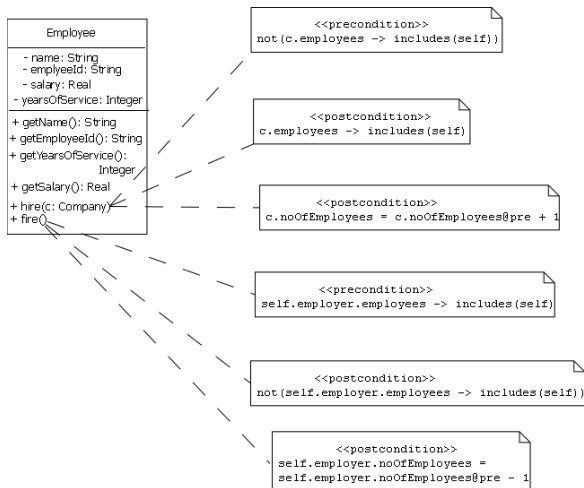 Employee
- name: String
- emplyeeId: String
- salary: Real
- yearsOfService: Integer
+ getName(): String
+ getEmployeeId(): String
+ getYearsOfService():
Integer
+ getSalary(): Real
+ hire(c: Company)
+ fire()
<<precondition>>
not(c.employees -> includes(self))
<<postcondition>>
c.employees -> includes(self)
<<postcondition>>
c.noOfEmployees = c.noOfEmployees@pre + 1
<<precondition>>
self.employer.employees -> includes(self)
<<postcondition>>
not(self.employer.employees -> includes(self))
<<postcondition>>
self.employer.noOfEmployees =
self.employer.noOfEmployees@pre - 1